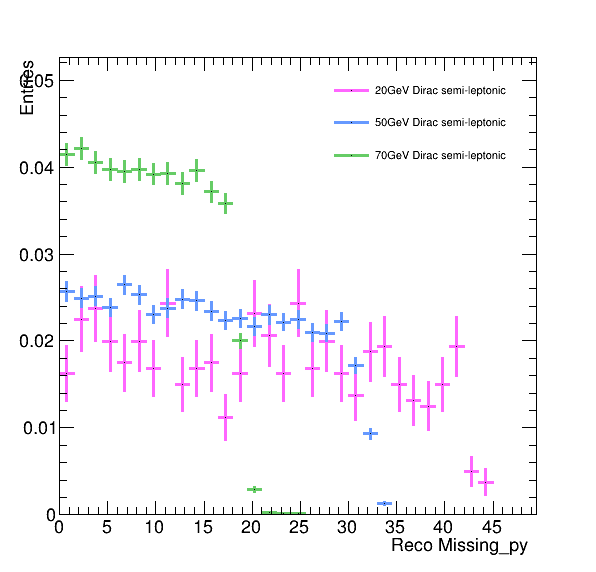 Entries
0.05
0.04
0.03
0.02
0.01
0
20GeV Dirac semi-leptonic
50GeV Dirac semi-leptonic
70GeV Dirac semi-leptonic
0 5 10 15 20 25 30 35 40 45
Reco Missing_py